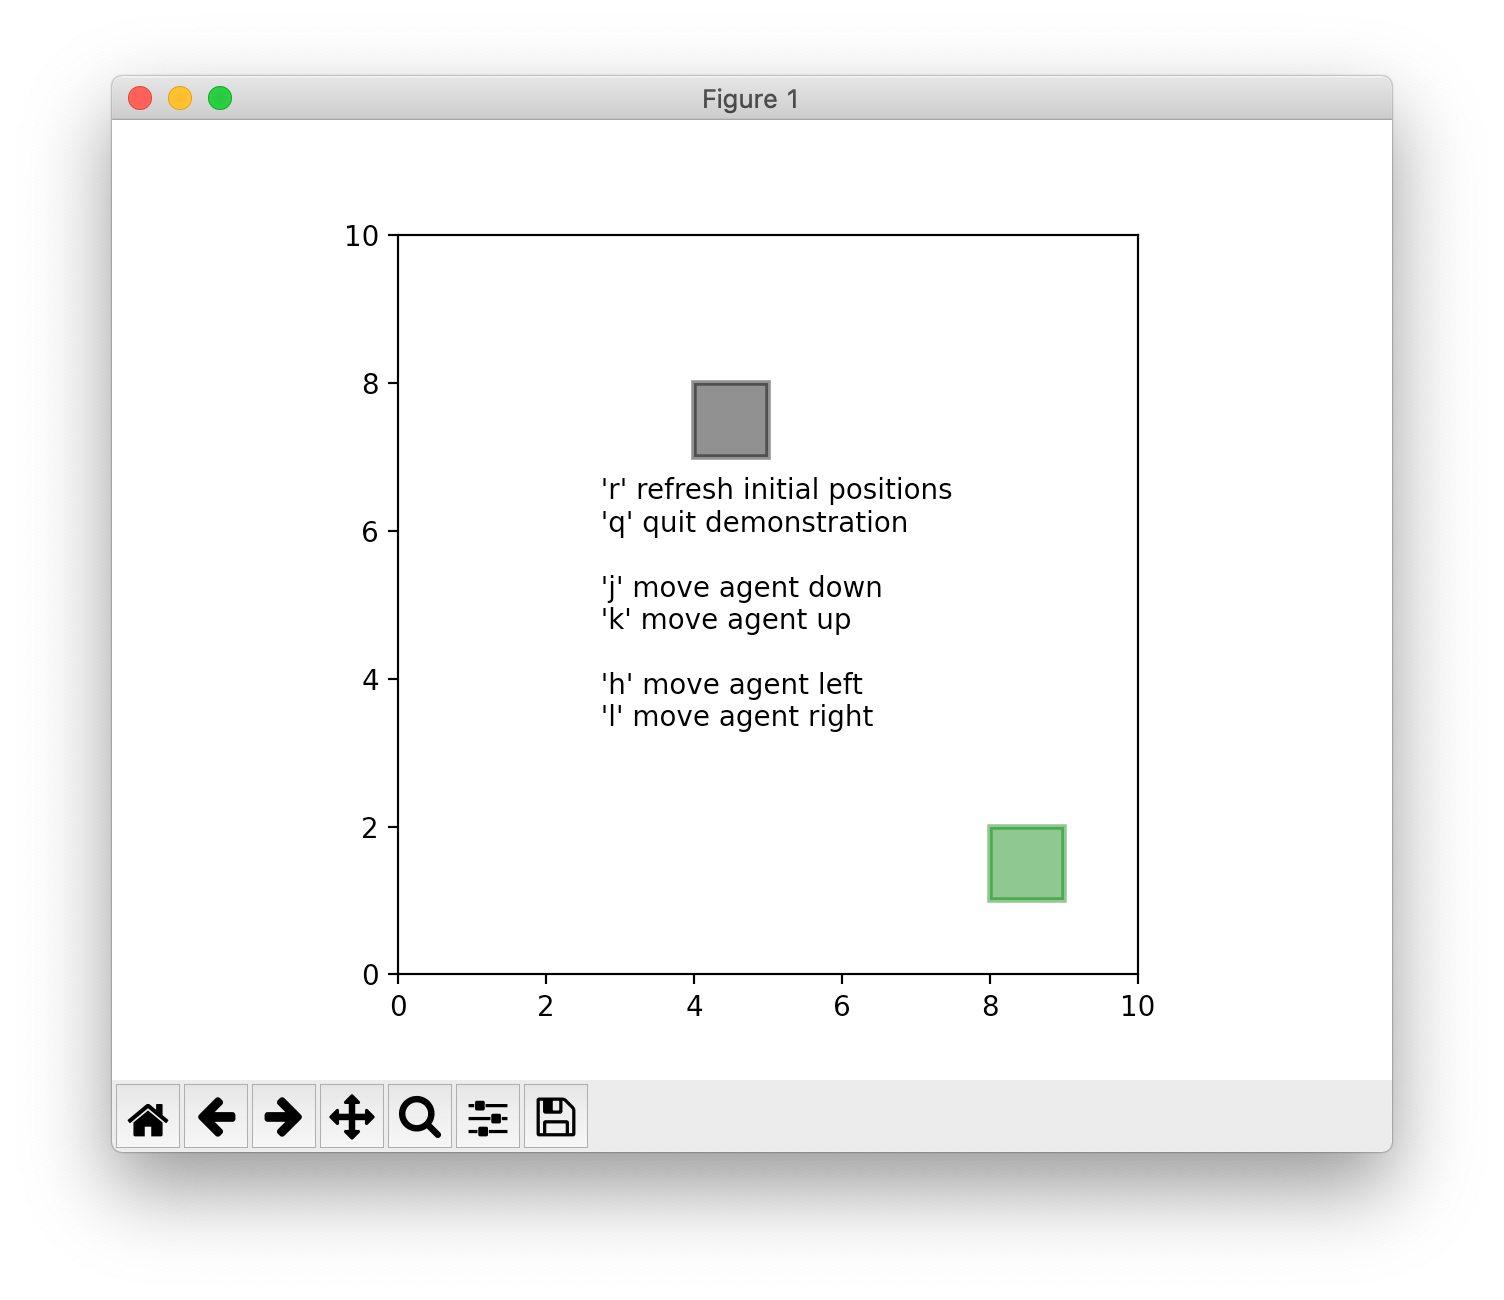 Figure 1
10
8
'r' refresh initial positions
'q' quit demonstration
6
'j' move agent down
'k' move agent up
4
'h' move agent left
'l' move agent right
2
0
0 2 4 6 8 10